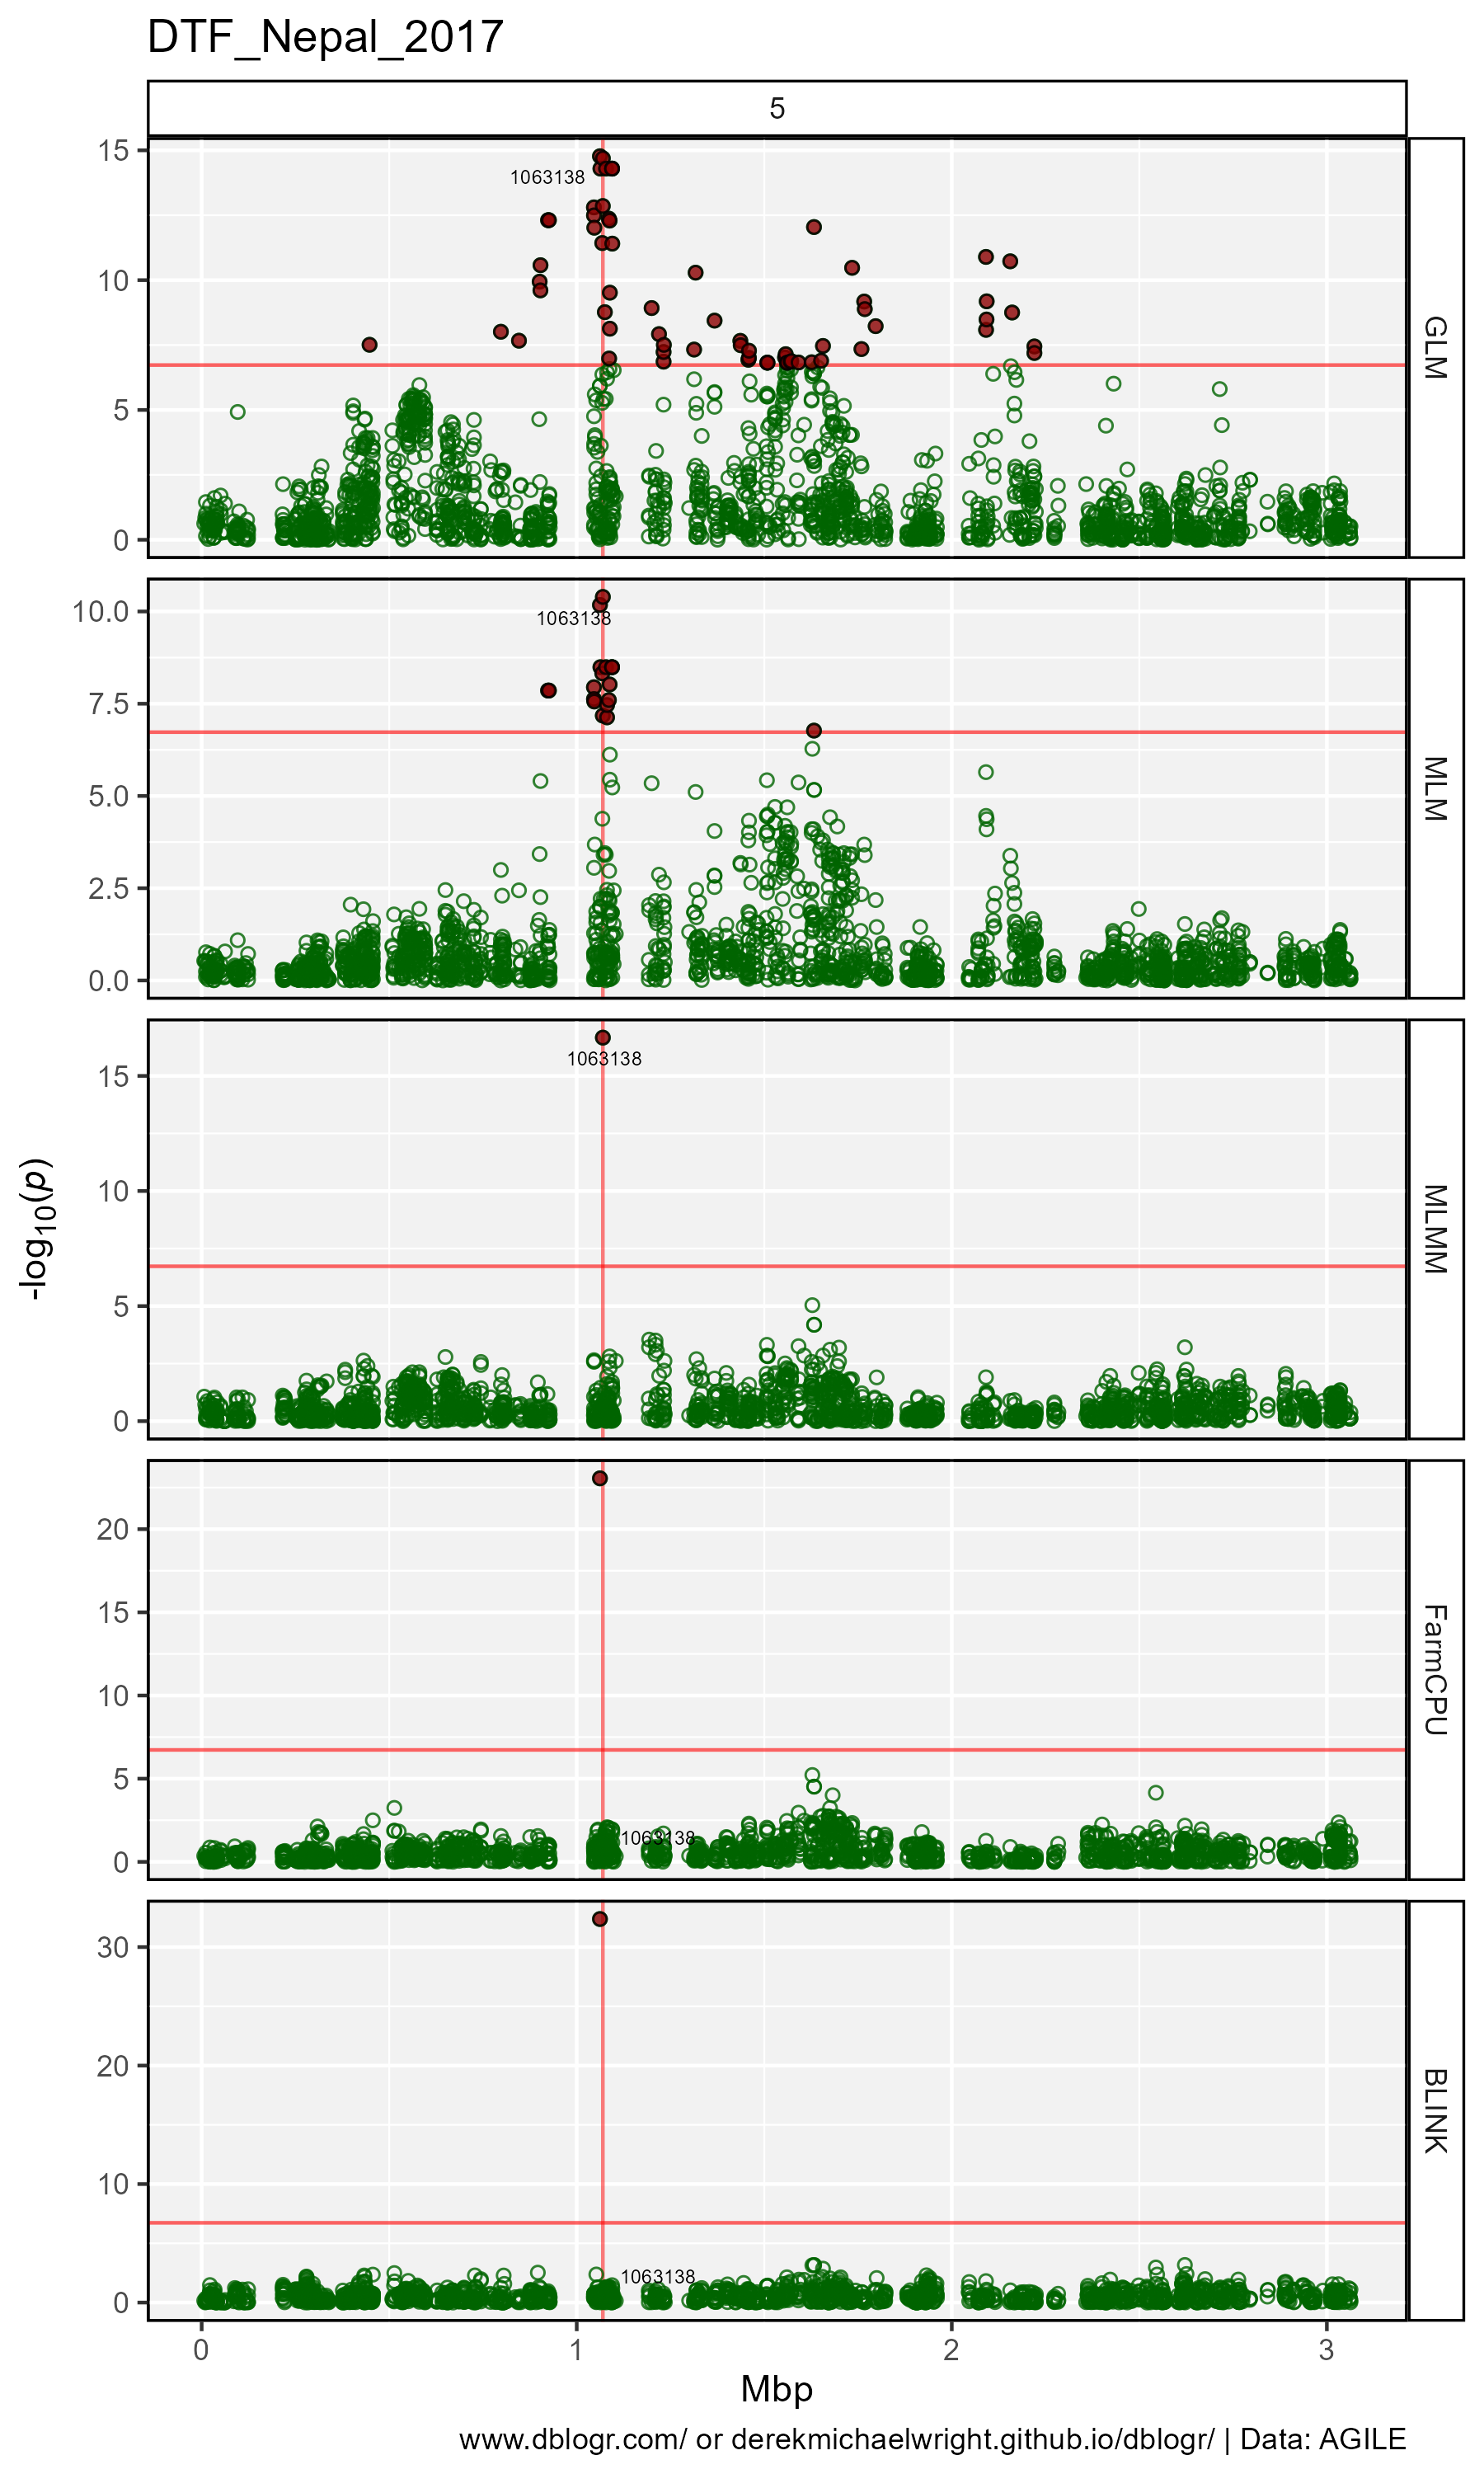 DTF_Nepal_2017
5
15
10
5
0
1063138
GLM
10.0
7.5
5.0
2.5
0.0
1063138
MLM
15
10
5
0
1063138
MLMM
20
15
10
5
0
1063138
FarmCPU
30
20
10
0
1063138
BLINK
-log10(p)
0 1 2 3
Mbp
www.dblogr.com/ or derekmichaelwright.github.io/dblogr/ | Data: AGILE